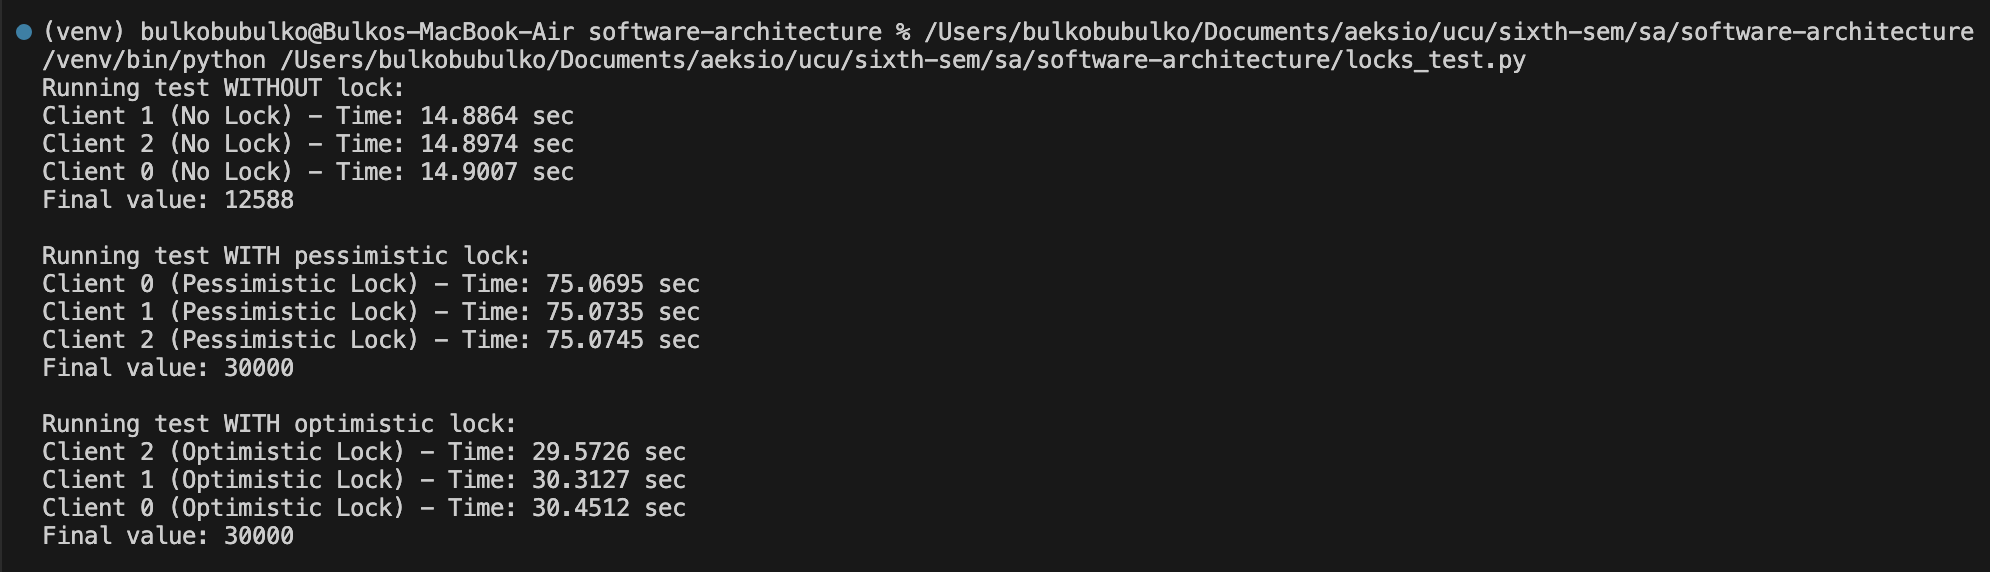 (venv) bulkobubulko@Bulkos-MacBook-Air software-architecture % /Users/bulkobubulko/Documents/aeksio/ucu/sixth-sem/sa/software-architecture
/venv/bin/python /Users/bulkobubulko/Documents/aeksio/ucu/sixth-sem/sa/software-architecture/locks_test.py
Running test WITHOUT lock:
Client 1 (No Lock) – Time: 14.8864 sec
Client 2 (No Lock) – Time: 14.8974 sec
Client 0 (No Lock) – Time: 14.9007 sec
Final value: 12588
Running test WITH pessimistic lock:
Client 0 (Pessimistic Lock) – Time: 75.0695 sec
Client 1 (Pessimistic Lock) – Time: 75.0735 sec
Client 2 (Pessimistic Lock) – Time: 75.0745 sec
Final value: 30000
Running test WITH optimistic lock:
Client 2 (Optimistic Lock) – Time: 29.5726 sec
Client 1 (Optimistic Lock) – Time: 30.3127 sec
Client 0 (Optimistic Lock) – Time: 30.4512 sec
Final value: 30000